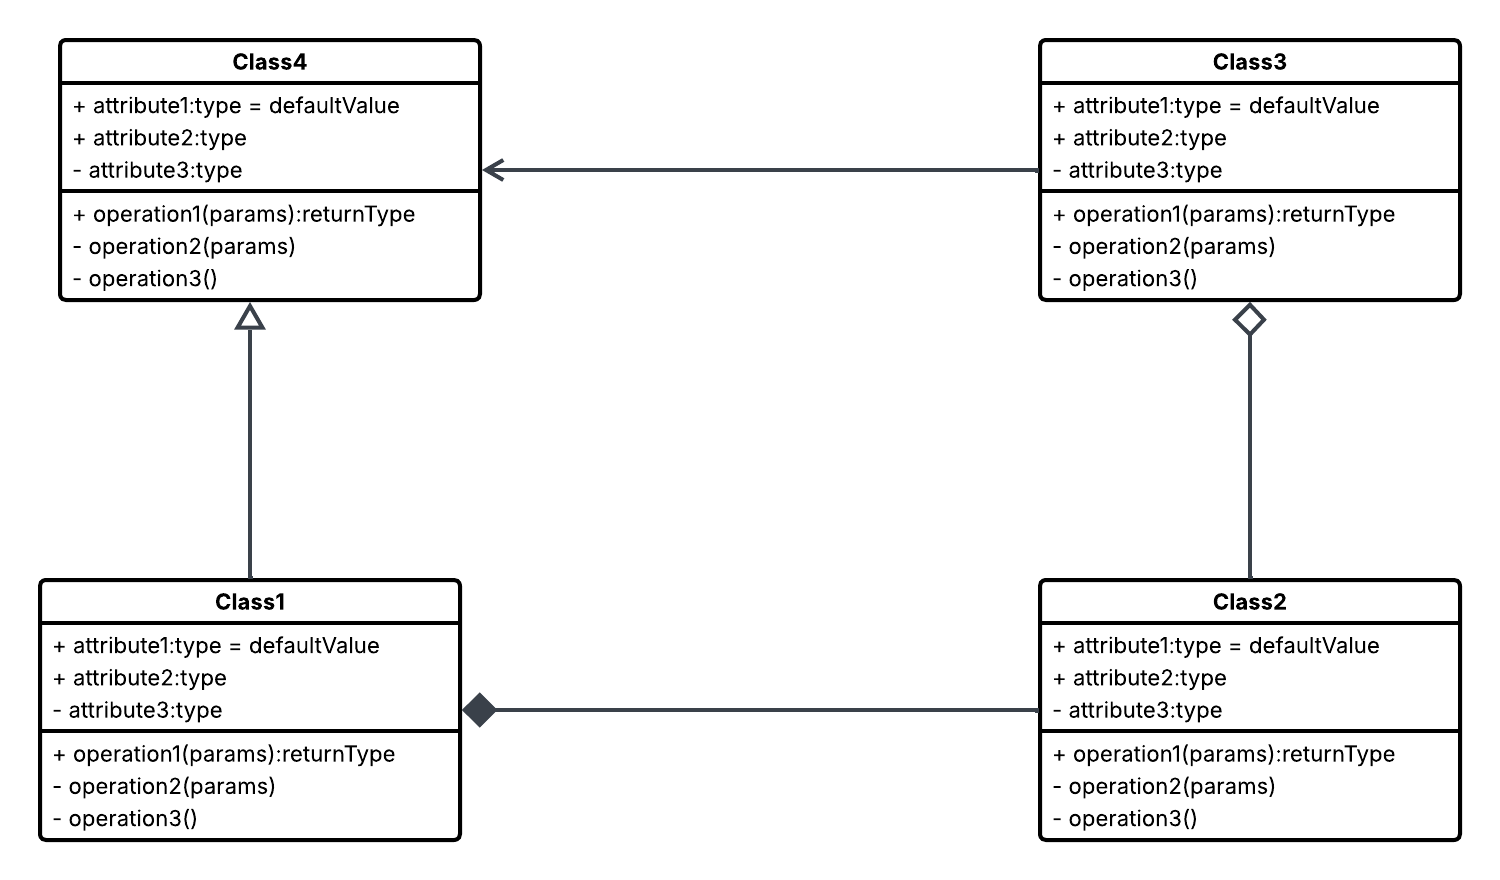 Class4
+ attribute1:type = defaultValue
+ attribute2:type
- attribute3:type
+ operation1(params):returnType
- operation2(params)
- operation3()
Class3
+ attribute1:type = defaultValue
+ attribute2:type
- attribute3:type
+ operation1(params):returnType
- operation2(params)
- operation3()
Class1
+ attribute1:type = defaultValue
+ attribute2:type
- attribute3:type
+ operation1(params):returnType
- operation2(params)
- operation3()
Class2
+ attribute1:type = defaultValue
+ attribute2:type
- attribute3:type
+ operation1(params):returnType
- operation2(params)
- operation3()